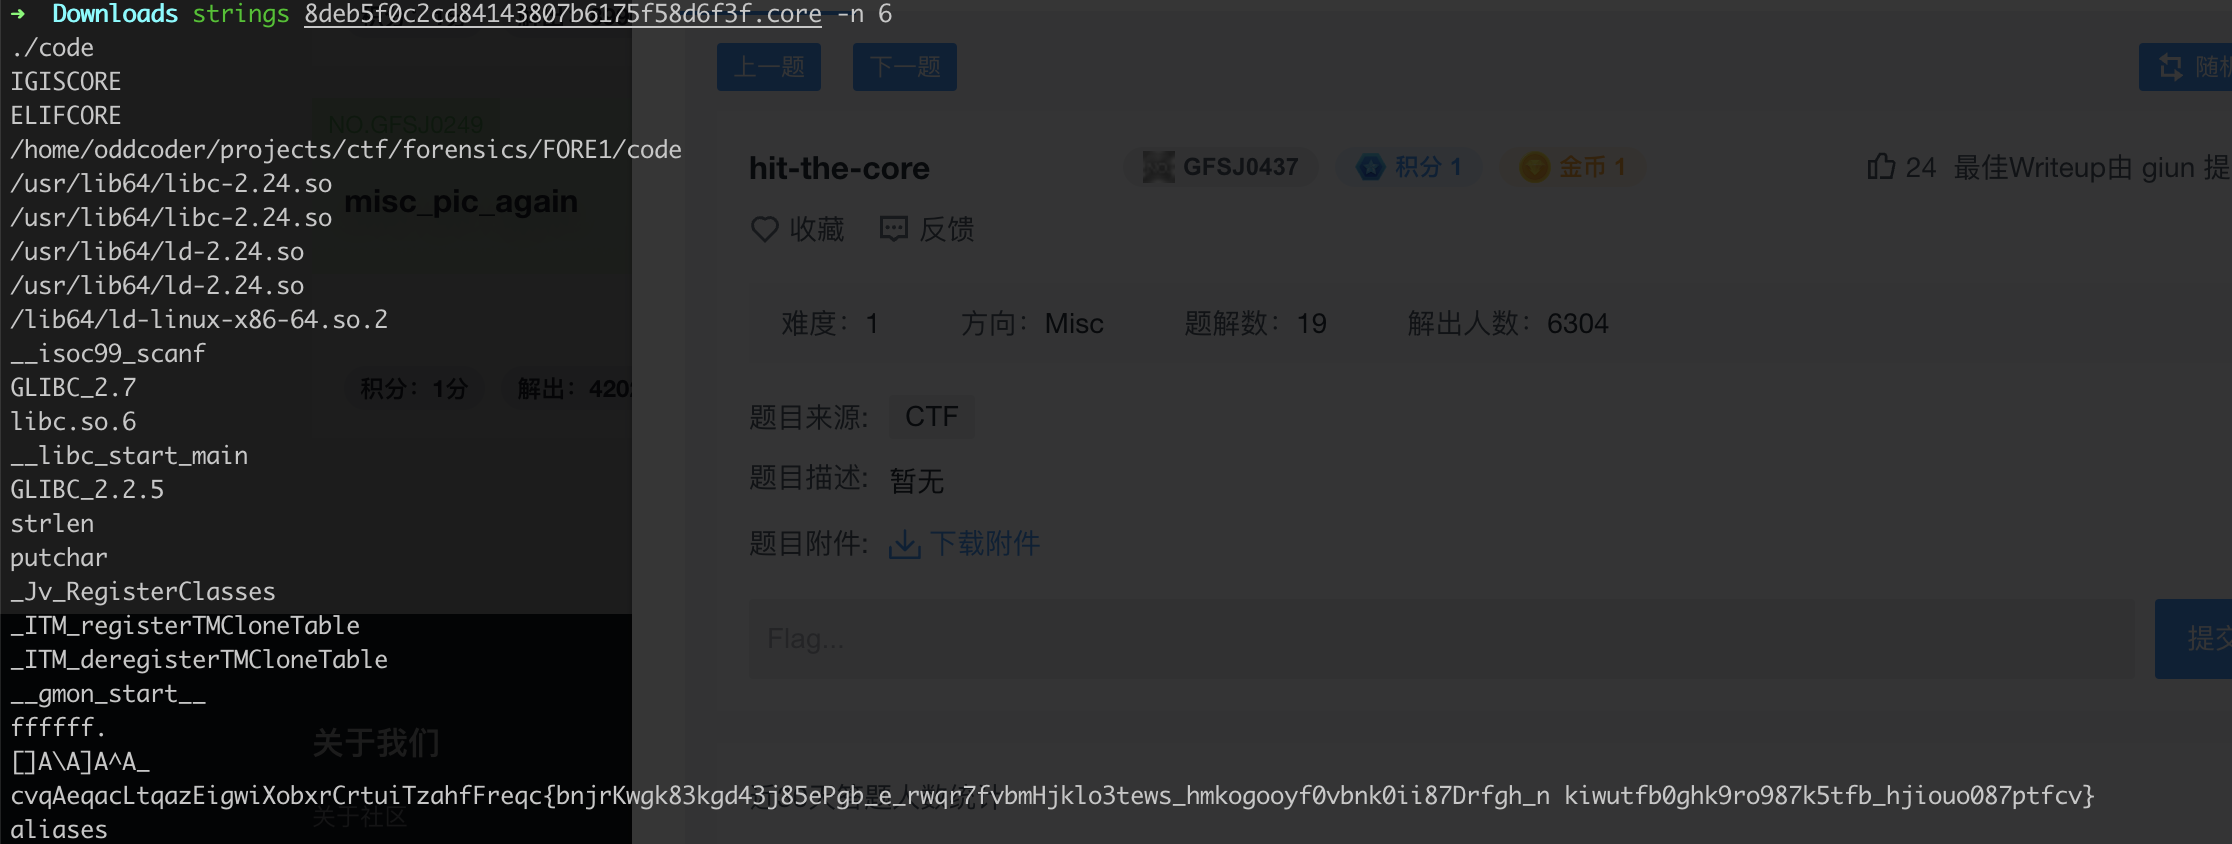 ➜ Downloads strings 8deb5f0c2cd84143807b6175f58d6f3f.core -n 6
./code
IGISCORE
ELIFCORE
/home/oddcoder/projects/ctf/forensics/FORE1/code
/usr/lib64/libc-2.24.so
/usr/lib64/libc-2.24.so
/usr/lib64/ld-2.24.so
/usr/lib64/ld-2.24.so
/lib64/ld-linux-x86-64.so.2
__isoc99_scanf
GLIBC_2.7
libc.so.6
__libc_start_main
GLIBC_2.2.5
strlen
putchar
_Jv_RegisterClasses
_ITM_registerTMCloneTable
_ITM_deregisterTMCloneTable
__gmon_start__
ffffff.
[]A\A]A^A_
cvqAeqacLtqazEigwiXobxrCrtuiTzahfFreqc{bnjrKwgk83kgd43j85ePgb_e_rwqr7fvbmHjklo3tews_hmkogooyf0vbnk0ii87Drfgh_n kiwutfb0ghk9ro987k5tfb_hjiouo087ptfcv}
aliases
NO.GFSJ0249
misc_pic_again
积分：1分 解出：420
关于我们
关于社区
上一题 下一题 随机
hit-the-core GFSJ0437 积分 1 金币 1 24 最佳Writeup由 giun 提
收藏 反馈
难度：1 方向：Misc 题解数：19 解出人数：6304
题目来源: CTF
题目描述: 暂无
题目附件: 下载附件
Flag... 提交